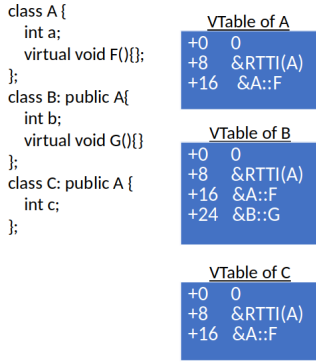 class A {
int a;
virtual void F(){};
};
class B: public A{
int b;
virtual void G(){}
};
class C: public A {
int c;
};
VTable of A
+0 0
+8 &RTTI(A)
+16 &A::F
VTable of B
+0 0
+8 &RTTI(A)
+16 &A::F
+24 &B::G
VTable of C
+0 0
+8 &RTTI(A)
+16 &A::F